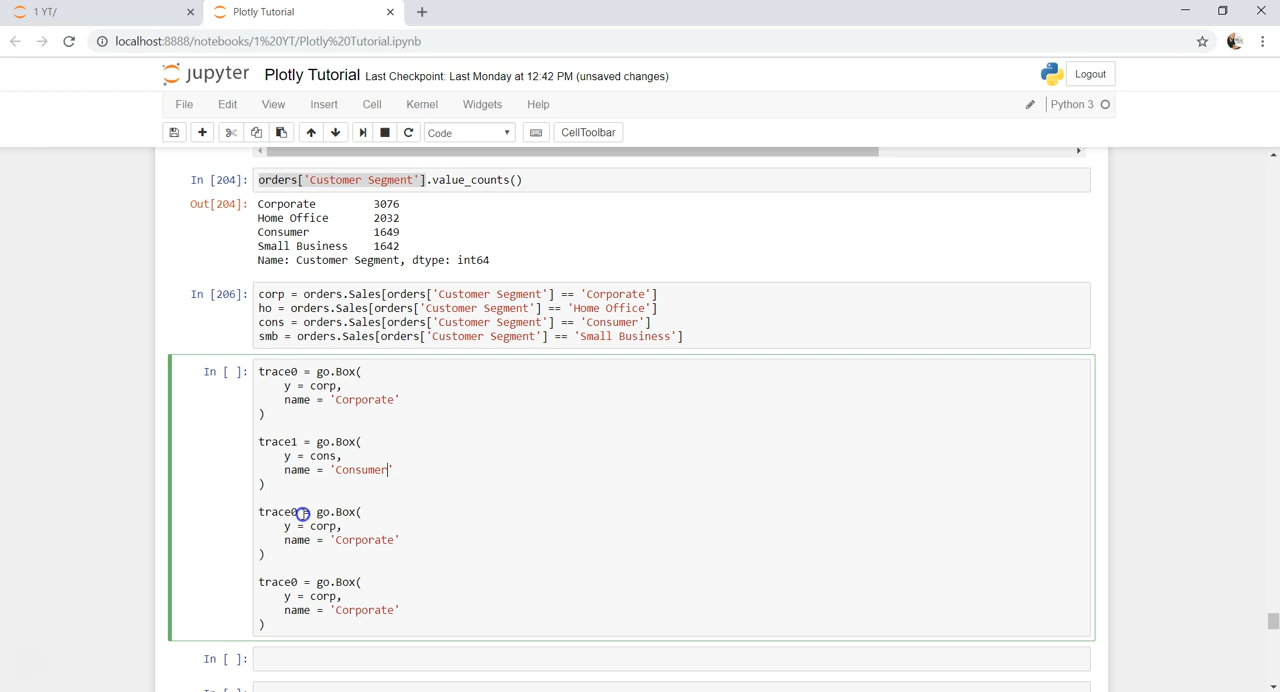 1 YT/
Plotly Tutorial
localhost:8888/notebooks/1%20YT/Plotly%20Tutorial.ipynb
jupyter Plotly Tutorial Last Checkpoint: Last Monday at 12:42 PM (unsaved changes)
Logout
File Edit View Insert Cell Kernel Widgets Help
Python 3
Code
CellToolbar
In [204]: orders['Customer Segment'].value_counts()
Out[204]: Corporate 3076
Home Office 2032
Consumer 1649
Small Business 1642
Name: Customer Segment, dtype: int64
In [206]: corp = orders.Sales[orders['Customer Segment'] == 'Corporate']
ho = orders.Sales[orders['Customer Segment'] == 'Home Office']
cons = orders.Sales[orders['Customer Segment'] == 'Consumer']
smb = orders.Sales[orders['Customer Segment'] == 'Small Business']
In [ ]: trace0 = go.Box(
y = corp,
name = 'Corporate'
)
trace1 = go.Box(
y = cons,
name = 'Consumer'
)
trace0 = go.Box(
y = corp,
name = 'Corporate'
)
trace0 = go.Box(
y = corp,
name = 'Corporate'
)
In [ ]: